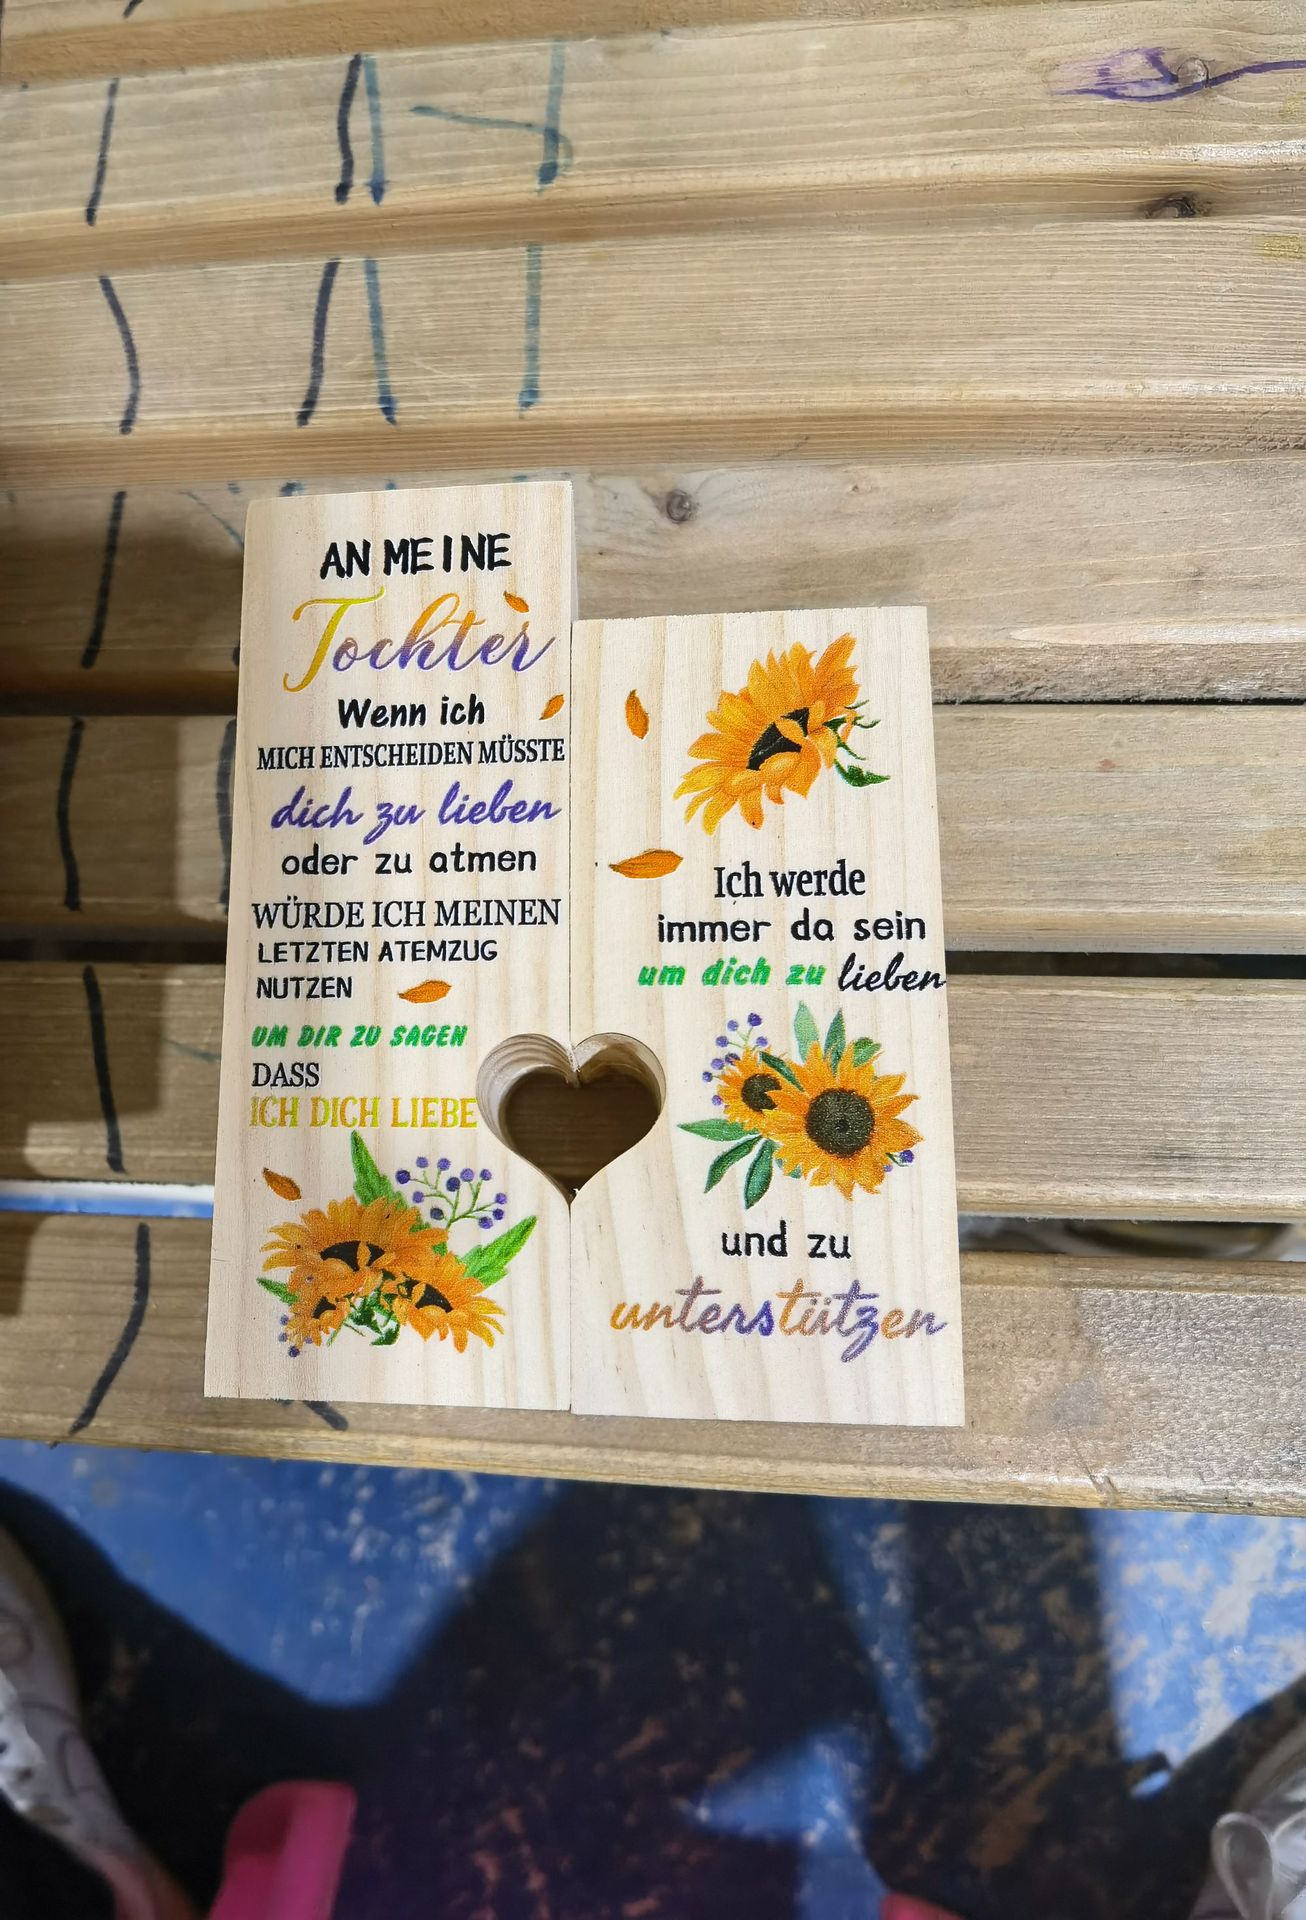 AN MEINE
Tochter
Wenn ich
MICH ENTSCHEIDEN MÜSSTE
dich zu lieben
oder zu atmen
WÜRDE ICH MEINEN
LETZTEN ATEMZUG
NUTZEN
UM DIR ZU SAGEN
DASS
ICH DICH LIEBE
Ich werde
immer da sein
um dich zu lieben
und zu
unterstützen